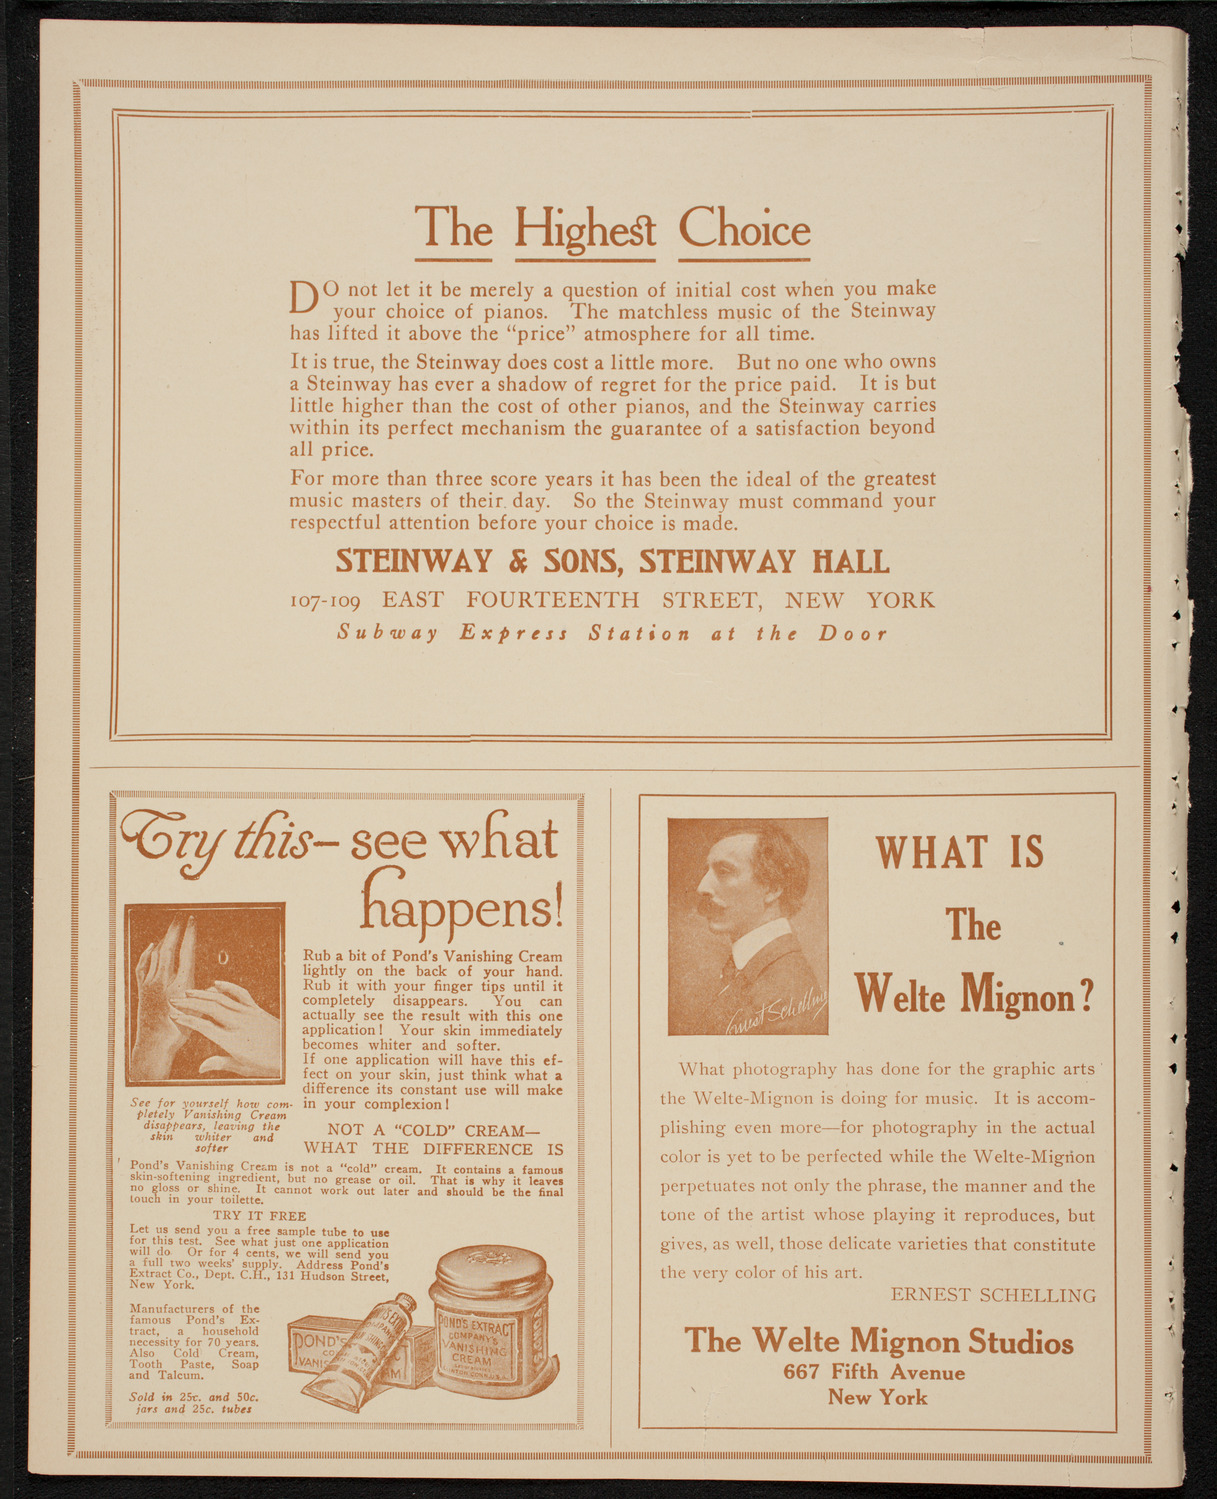 The Highest Choice
DO not let it be merely a question of initial cost when you make
your choice of pianos. The matchless music of the Steinway
has lifted it above the “price” atmosphere for all time.
It is true, the Steinway does cost a little more. But no one who owns
a Steinway has ever a shadow of regret for the price paid. It is but
little higher than the cost of other pianos, and the Steinway carries
within its perfect mechanism the guarantee of a satisfaction beyond
all price.
For more than three score years it has been the ideal of the greatest
music masters of their day. So the Steinway must command your
respectful attention before your choice is made.
STEINWAY & SONS, STEINWAY HALL
107-109 EAST FOURTEENTH STREET, NEW YORK
Subway Express Station at the Door
Try this—see what
happens!
Rub a bit of Pond's Vanishing Cream
lightly on the back of your hand.
Rub it with your finger tips until it
completely disappears. You can
actually see the result with this one
application! Your skin immediately
becomes whiter and softer.
If one application will have this ef-
fect on your skin, just think what a
difference its constant use will make
in your complexion!
See for yourself how com-
pletely Vanishing Cream
disappears, leaving the
skin whiter and
softer
NOT A “COLD” CREAM—
WHAT THE DIFFERENCE IS
Pond's Vanishing Cream is not a “cold” cream. It contains a famous
skin-softening ingredient, but no grease or oil. That is why it leaves
no gloss or shine. It cannot work out later and should be the final
touch in your toilette.
TRY IT FREE
Let us send you a free sample tube to use
for this test. See what just one application
will do. Or for 4 cents, we will send you
a full two weeks' supply. Address Pond's
Extract Co., Dept. C.H., 131 Hudson Street,
New York.
Manufacturers of the
famous Pond's Ex-
tract, a household
necessity for 70 years.
Also Cold Cream,
Tooth Paste, Soap
and Talcum.
Sold in 25c. and 50c.
jars and 25c. tubes
POND'S
VANIS
POND'S EXTRACT
COMPANY'S
VANISHING
CREAM
Ernest Schelling
WHAT IS
The
Welte Mignon?
What photography has done for the graphic arts
the Welte-Mignon is doing for music. It is accom-
plishing even more—for photography in the actual
color is yet to be perfected while the Welte-Mignon
perpetuates not only the phrase, the manner and the
tone of the artist whose playing it reproduces, but
gives, as well, those delicate varieties that constitute
the very color of his art.
ERNEST SCHELLING
The Welte Mignon Studios
667 Fifth Avenue
New York